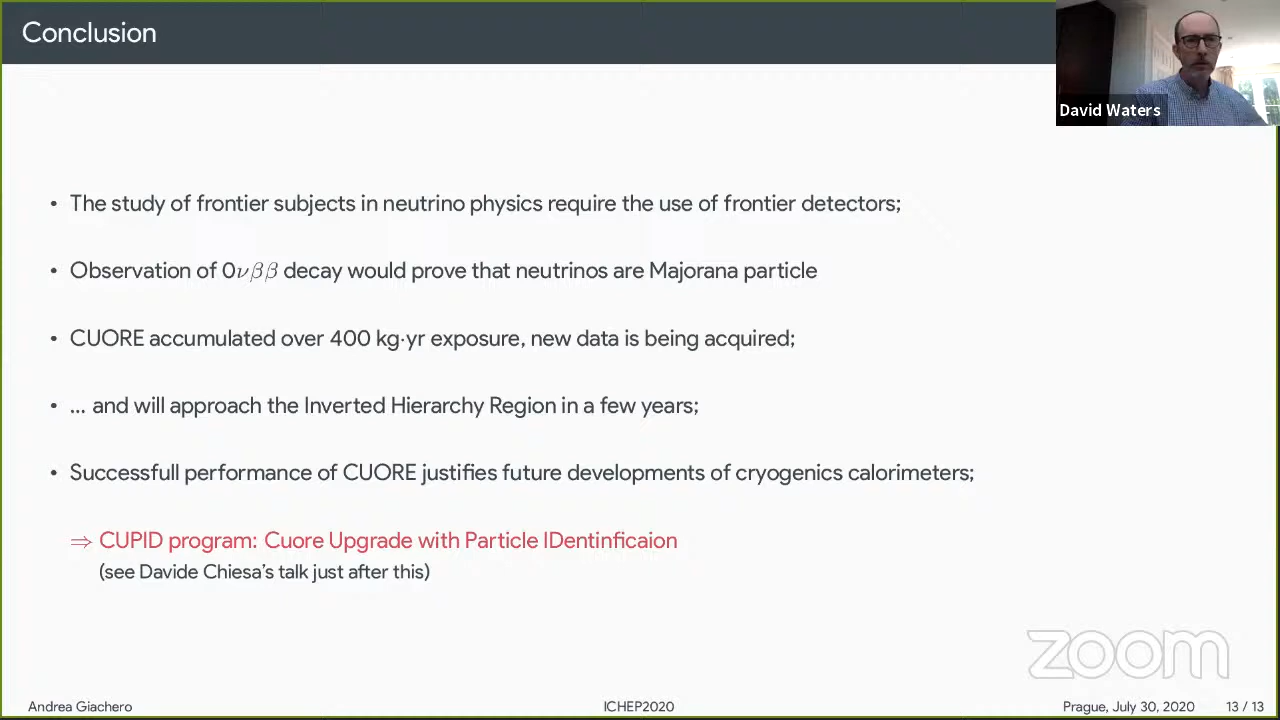 Conclusion
David Waters
• The study of frontier subjects in neutrino physics require the use of frontier detectors;
• Observation of 0νββ decay would prove that neutrinos are Majorana particle
• CUORE accumulated over 400 kg·yr exposure, new data is being acquired;
• ... and will approach the Inverted Hierarchy Region in a few years;
• Successfull performance of CUORE justifies future developments of cryogenics calorimeters;
⇒ CUPID program: Cuore Upgrade with Particle IDentinficaion
(see Davide Chiesa's talk just after this)
zoom
Andrea Giachero ICHEP2020 Prague, July 30, 2020 13 / 13